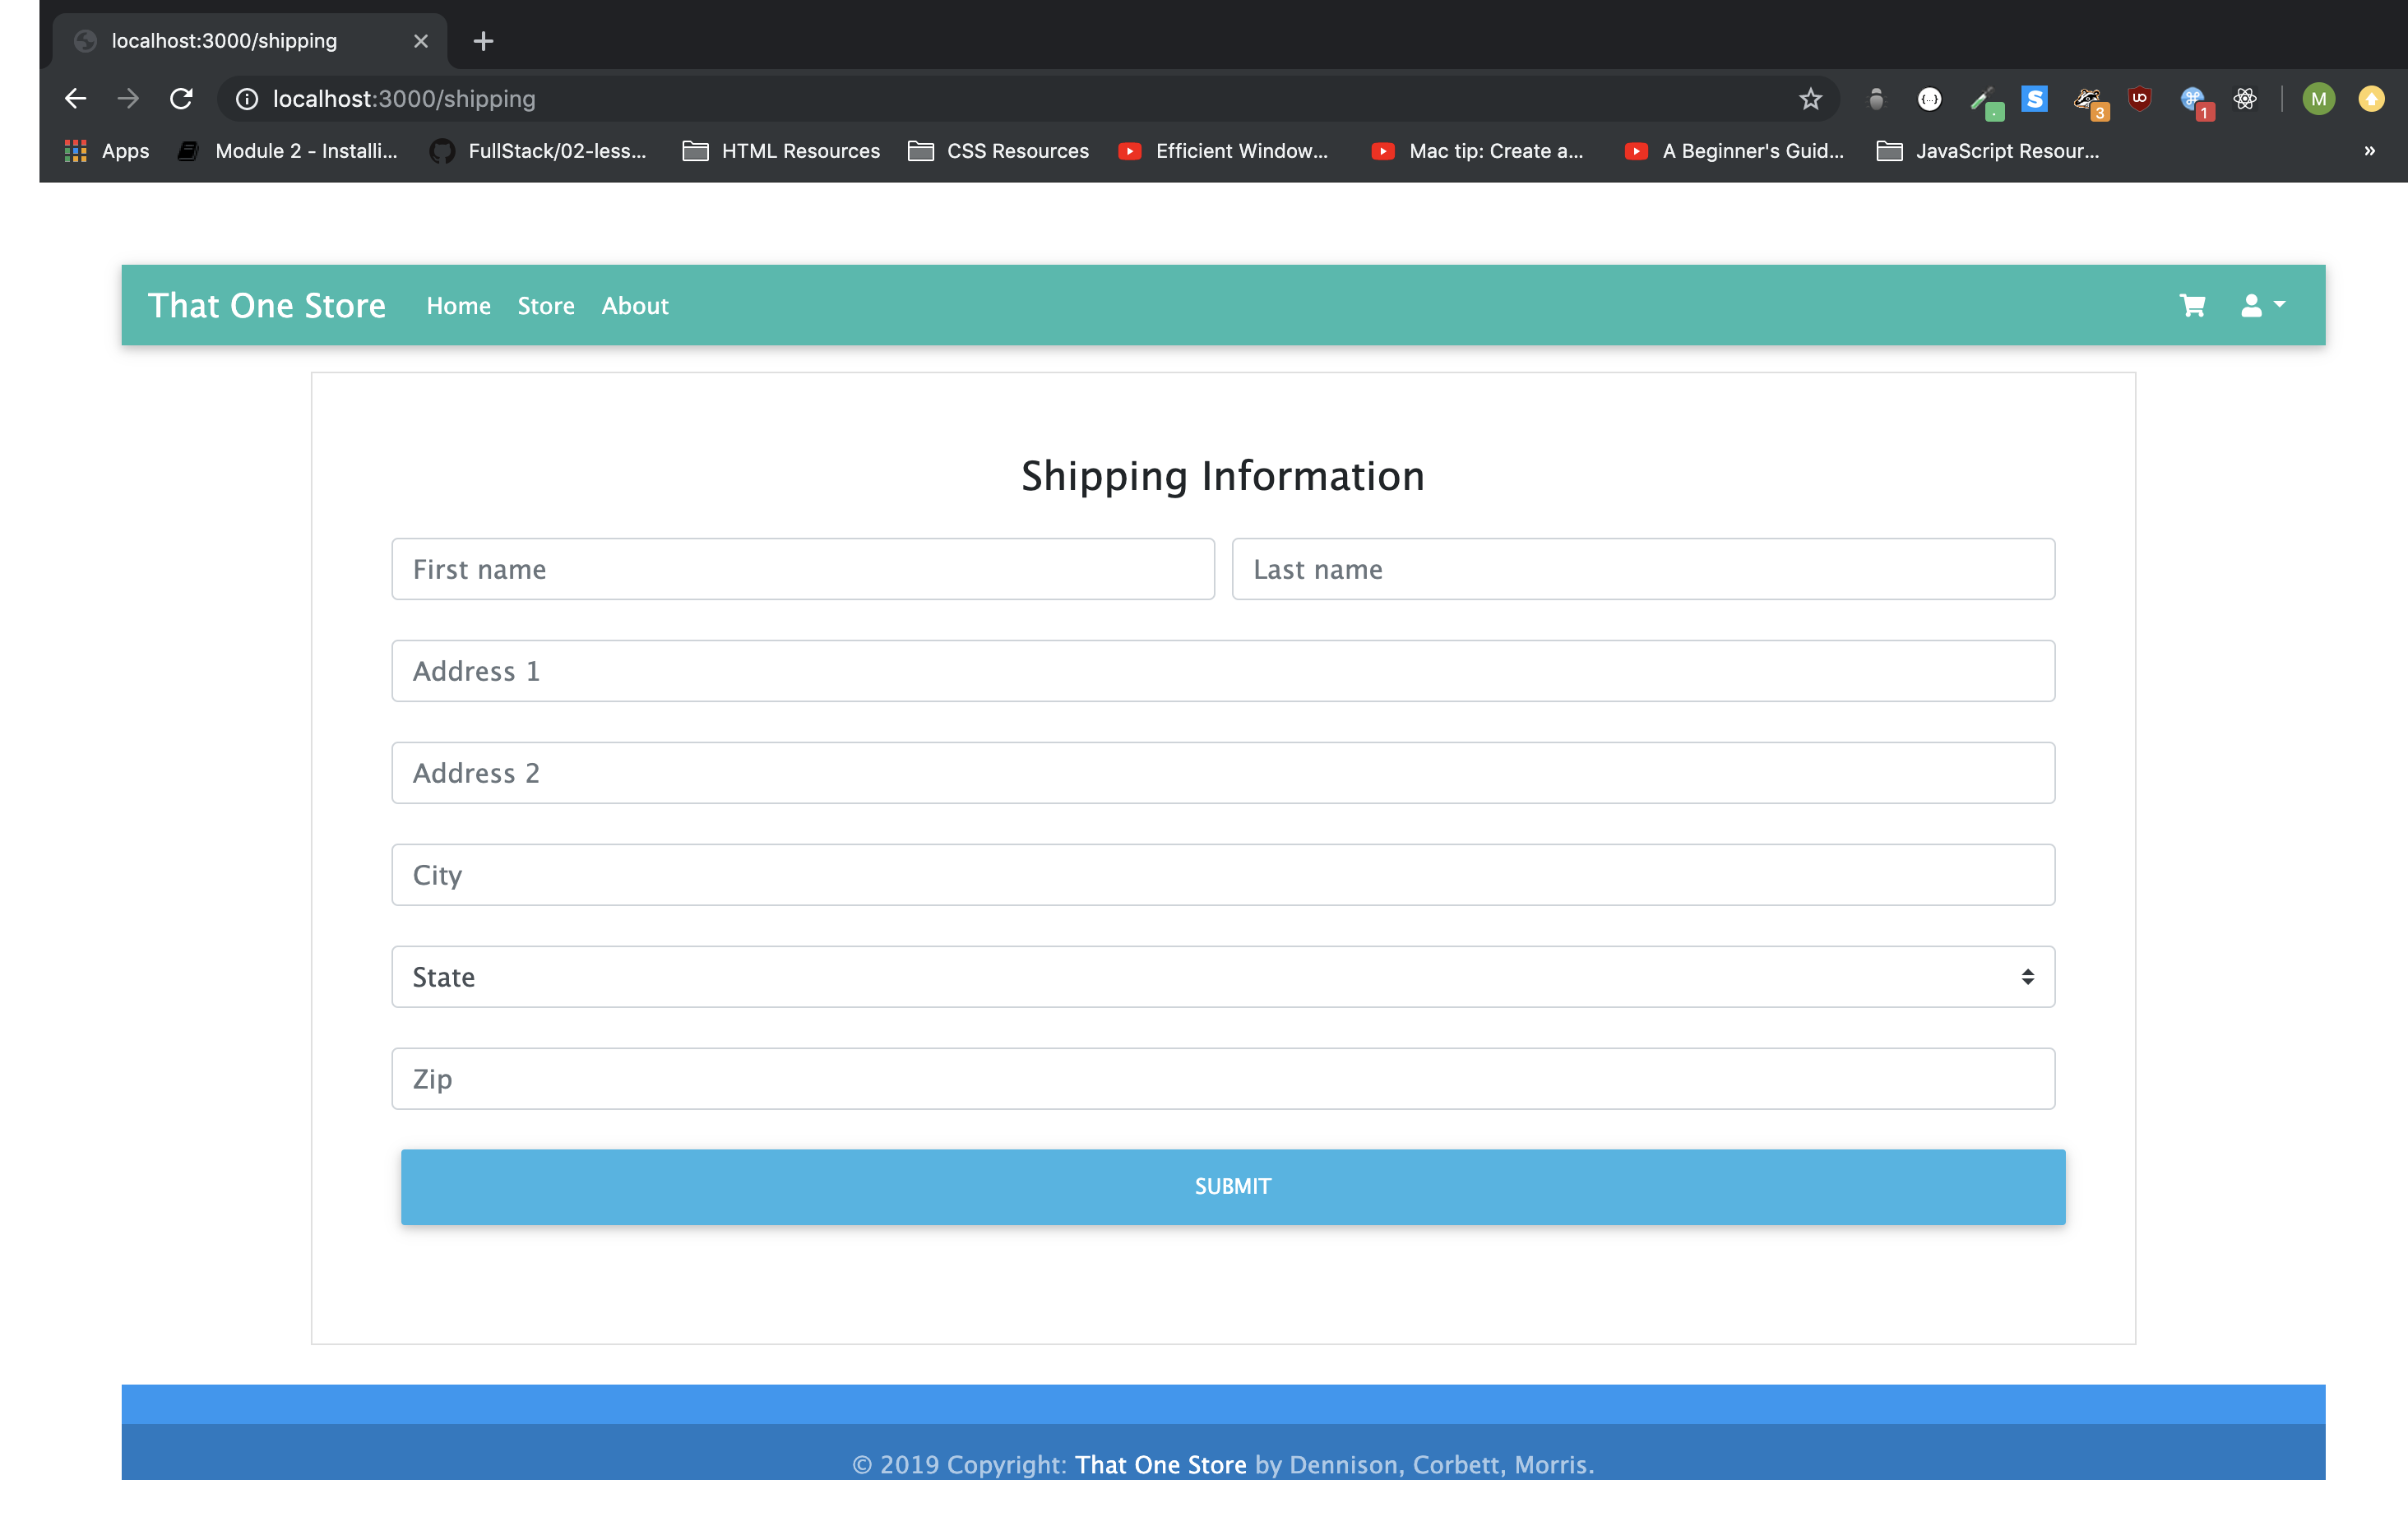 localhost:3000/shipping
localhost:3000/shipping
3
1
M
Apps Module 2 - Installi... FullStack/02-less... HTML Resources CSS Resources Efficient Window... Mac tip: Create a... A Beginner's Guid... JavaScript Resour... »
That One Store Home Store About
Shipping Information
First name Last name
Address 1
Address 2
City
State
Zip
SUBMIT
© 2019 Copyright: That One Store by Dennison, Corbett, Morris.